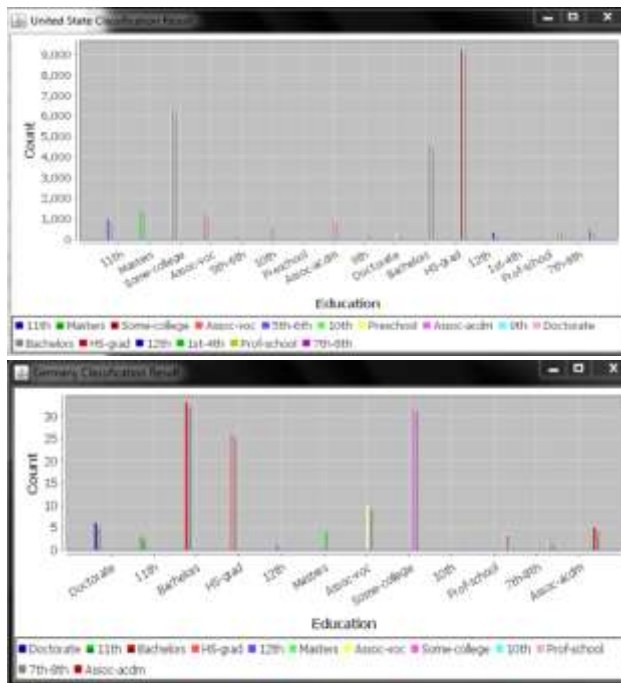 United State Classification Result
9,000
8,000
7,000
6,000
5,000
4,000
3,000
2,000
1,000
0
Count
11th
Masters
Some-college
Assoc-voc
5th-6th
10th
Preschool
Assoc-acdm
9th
Doctorate
Bachelors
HS-grad
12th
1st-4th
Prof-school
7th-8th
Education
11th Masters Some-college Assoc-voc 5th-6th 10th Preschool Assoc-acdm 9th Doctorate
Bachelors HS-grad 12th 1st-4th Prof-school 7th-8th
Germany Classification Result
30
25
20
15
10
5
0
Count
Doctorate
11th
Bachelors
HS-grad
12th
Masters
Assoc-voc
Some-college
10th
Prof-school
7th-8th
Assoc-acdm
Education
Doctorate 11th Bachelors HS-grad 12th Masters Assoc-voc Some-college 10th Prof-school
7th-8th Assoc-acdm